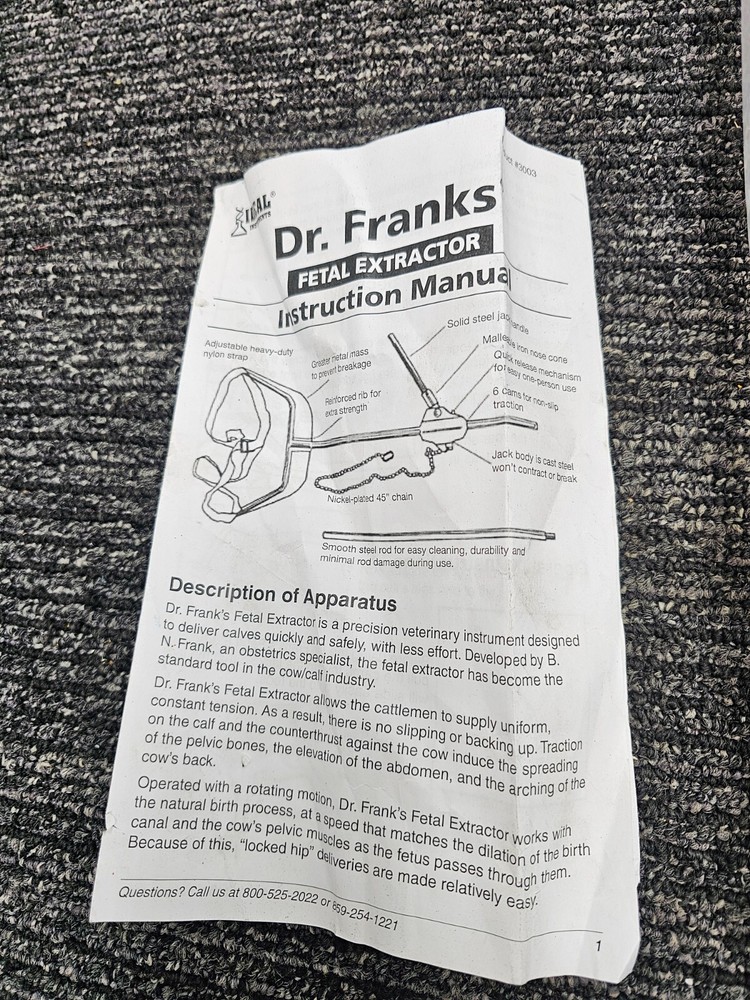 #3003
IDEAL®
INSTRUMENTS
Dr. Franks
FETAL EXTRACTOR
Instruction Manual
Adjustable heavy-duty
nylon strap
Greater metal mass
to prevent breakage
Reinforced rib for
extra strength
Solid steel jack handle
Malleable iron nose cone
Quick release mechanism
for easy one-person use
6 cams for non-slip
traction
Jack body is cast steel
won't contract or break
Nickel-plated 45" chain
Smooth steel rod for easy cleaning, durability and
minimal rod damage during use.
Description of Apparatus
Dr. Frank's Fetal Extractor is a precision veterinary instrument designed
to deliver calves quickly and safely, with less effort. Developed by B.
N. Frank, an obstetrics specialist, the fetal extractor has become the
standard tool in the cow/calf industry.
Dr. Frank's Fetal Extractor allows the cattlemen to supply uniform,
constant tension. As a result, there is no slipping or backing up. Traction
on the calf and the counterthrust against the cow induce the spreading
of the pelvic bones, the elevation of the abdomen, and the arching of the
cow's back.
Operated with a rotating motion, Dr. Frank's Fetal Extractor works with
the natural birth process, at a speed that matches the dilation of the birth
canal and the cow's pelvic muscles as the fetus passes through them.
Because of this, "locked hip" deliveries are made relatively easy.
Questions? Call us at 800-525-2022 or 859-254-1221
1